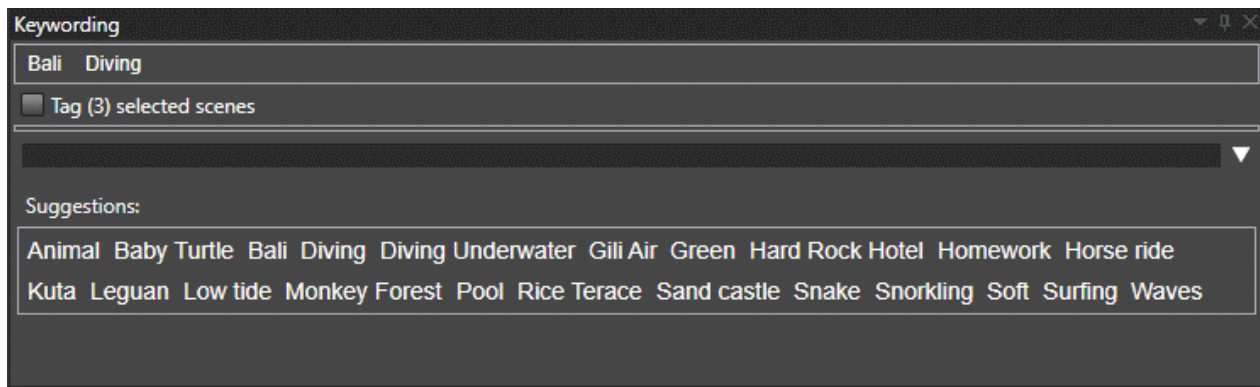 Keywording
Bali Diving
Tag (3) selected scenes
Suggestions:
Animal Baby Turtle Bali Diving Diving Underwater Gili Air Green Hard Rock Hotel Homework Horse ride
Kuta Leguan Low tide Monkey Forest Pool Rice Terace Sand castle Snake Snorkling Soft Surfing Waves